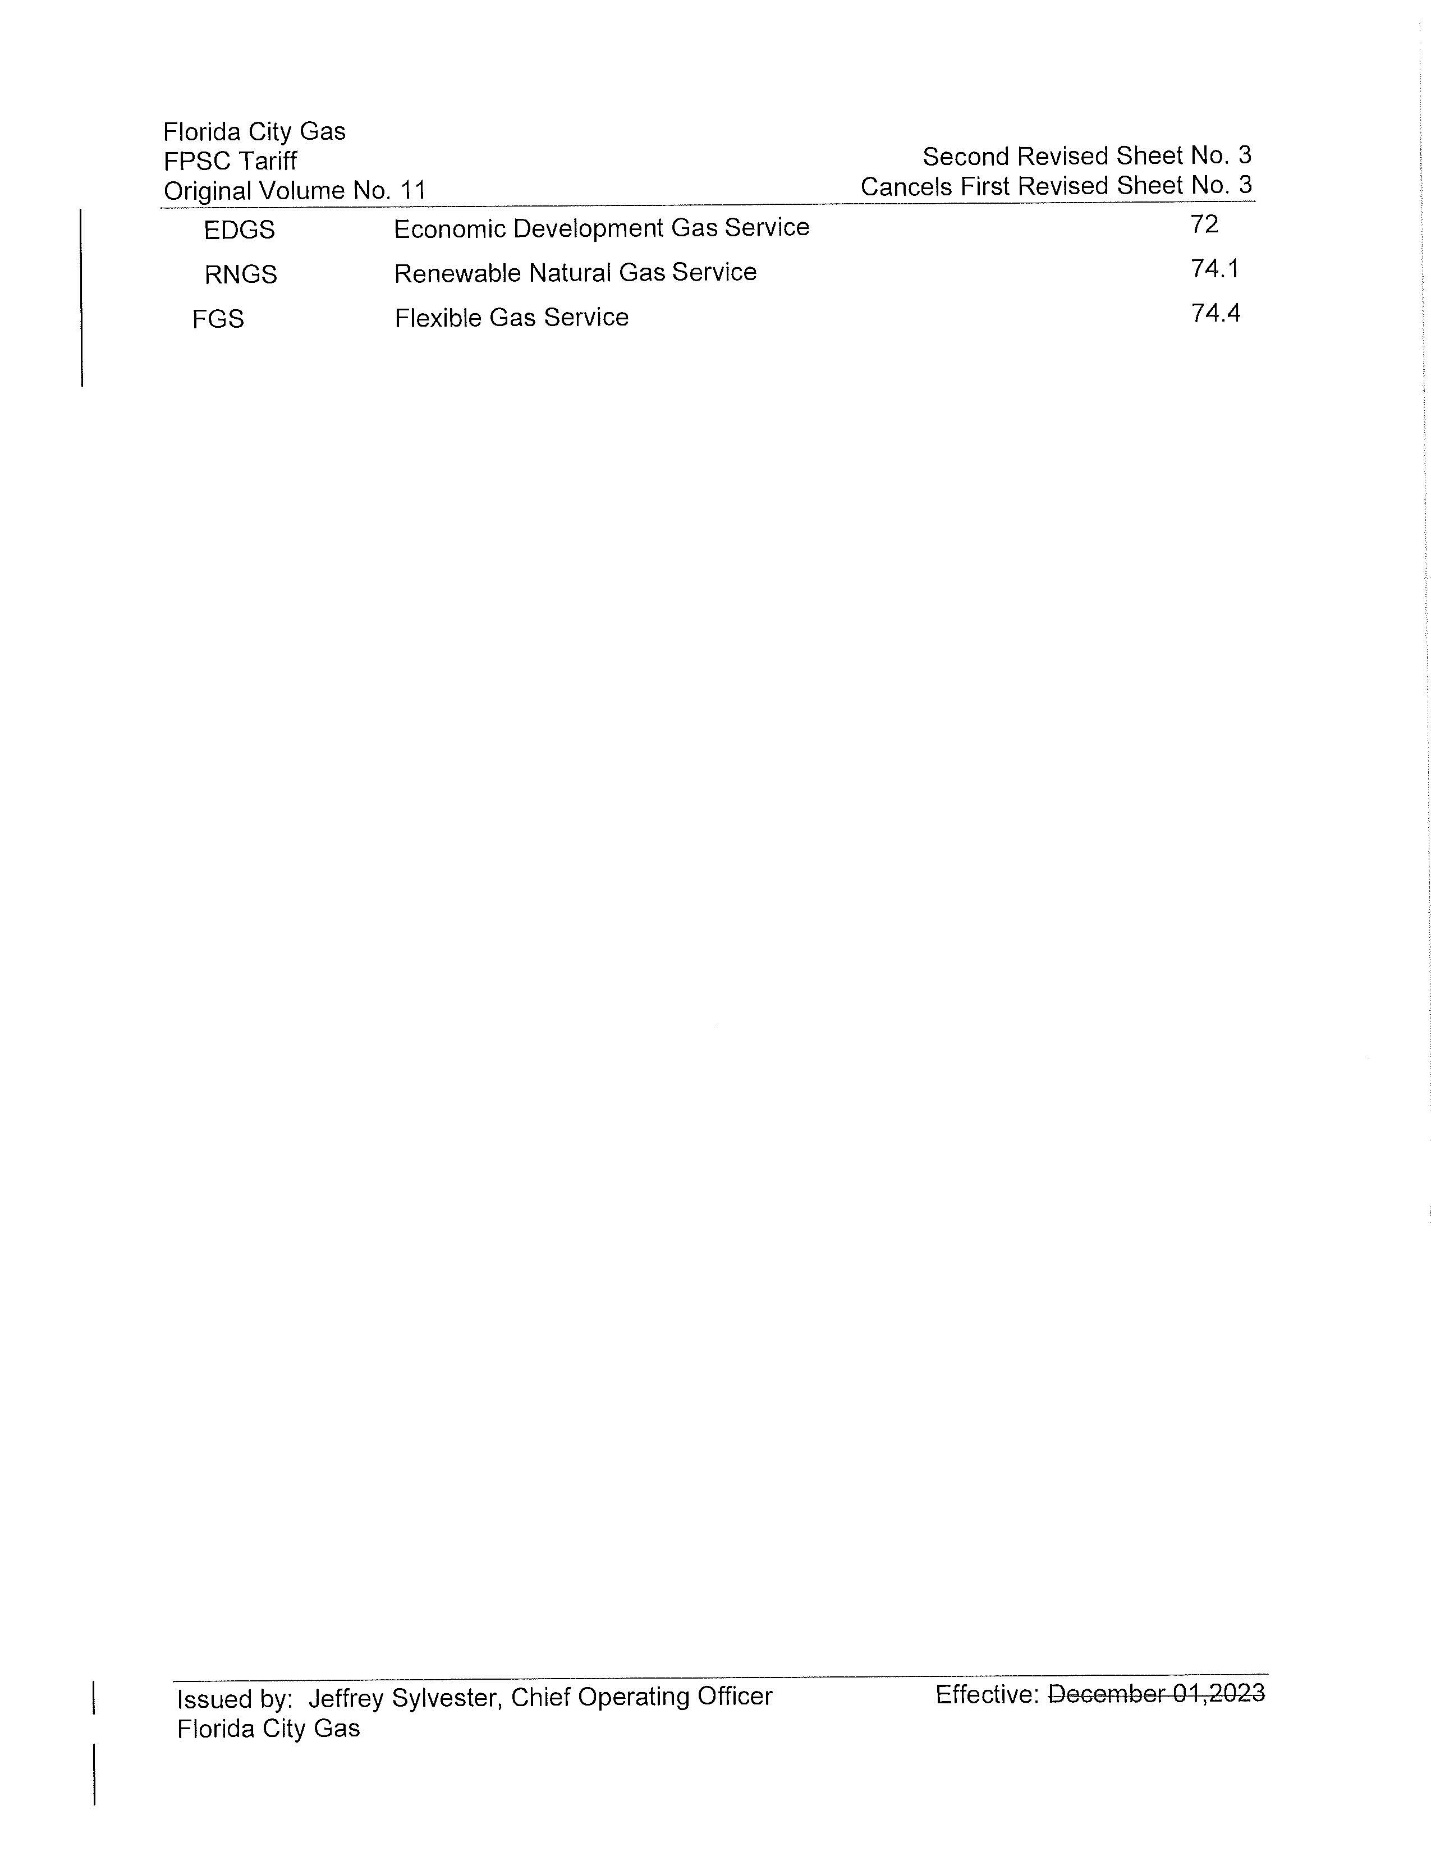 Florida City Gas
FPSC Tariff
Second Revised Sheet No. 3
Original Volume No. 11
Cancels First Revised Sheet No. 3
EDGS Economic Development Gas Service 72
RNGS Renewable Natural Gas Service 74.1
FGS Flexible Gas Service 74.4
Issued by: Jeffrey Sylvester, Chief Operating Officer Effective: December 01,2023
Florida City Gas